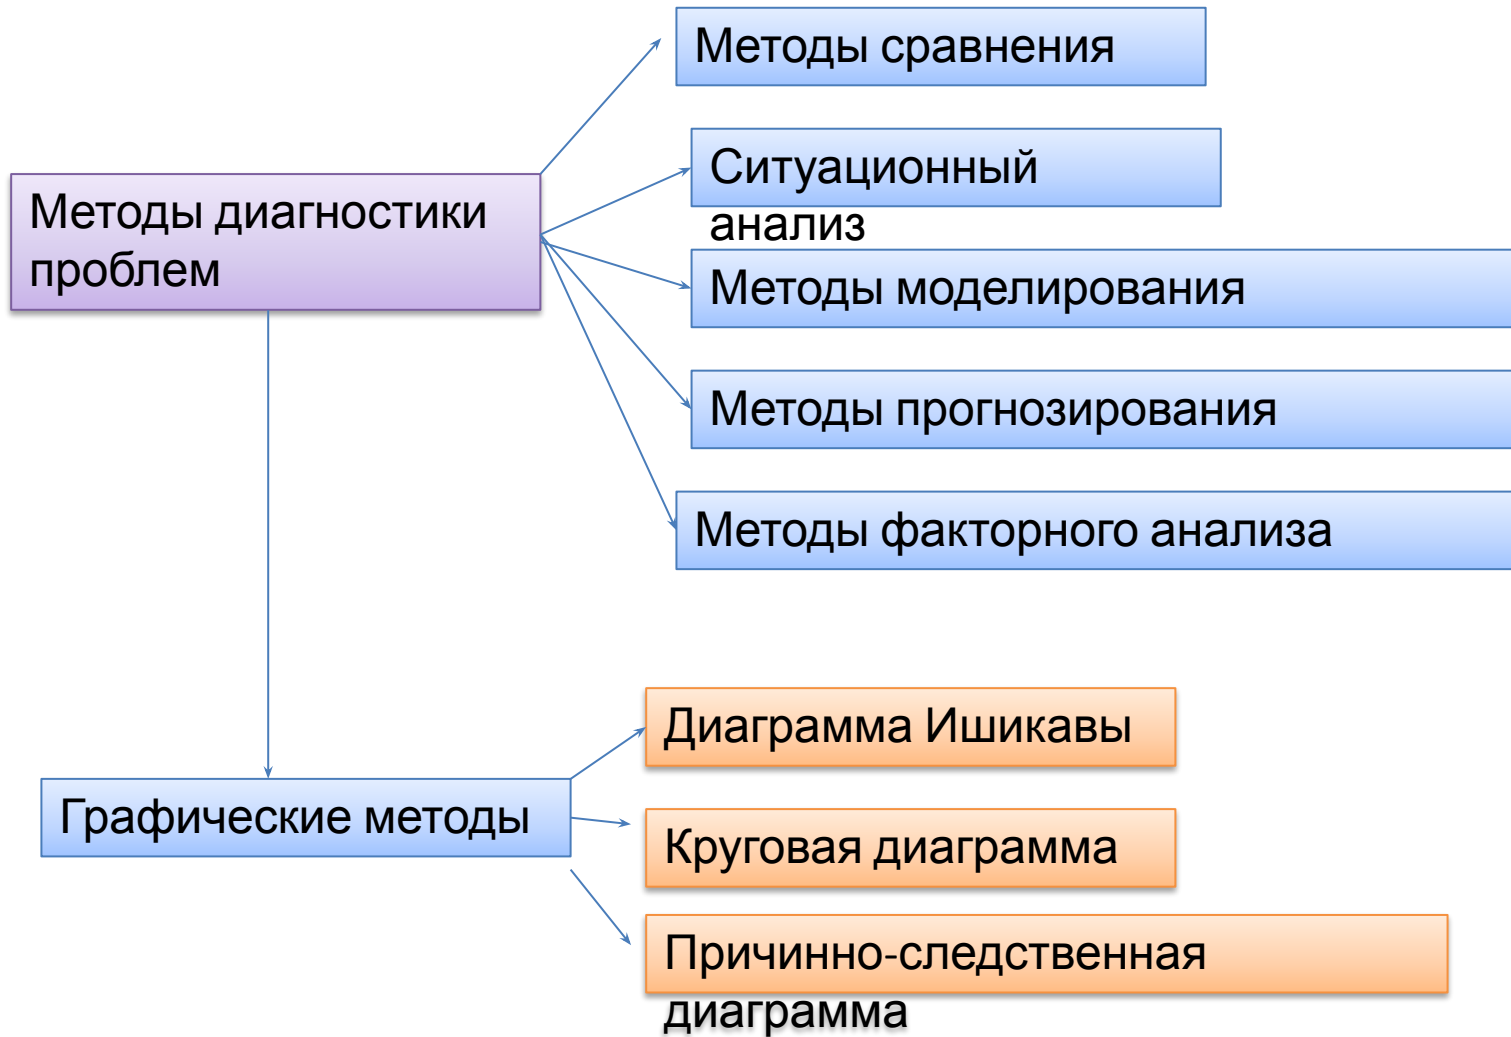 Методы сравнения
Ситуационный
анализ
Методы диагностики
проблем
Методы моделирования
Методы прогнозирования
Методы факторного анализа
Диаграмма Ишикавы
Графические методы
Круговая диаграмма
Причинно-следственная
диаграмма